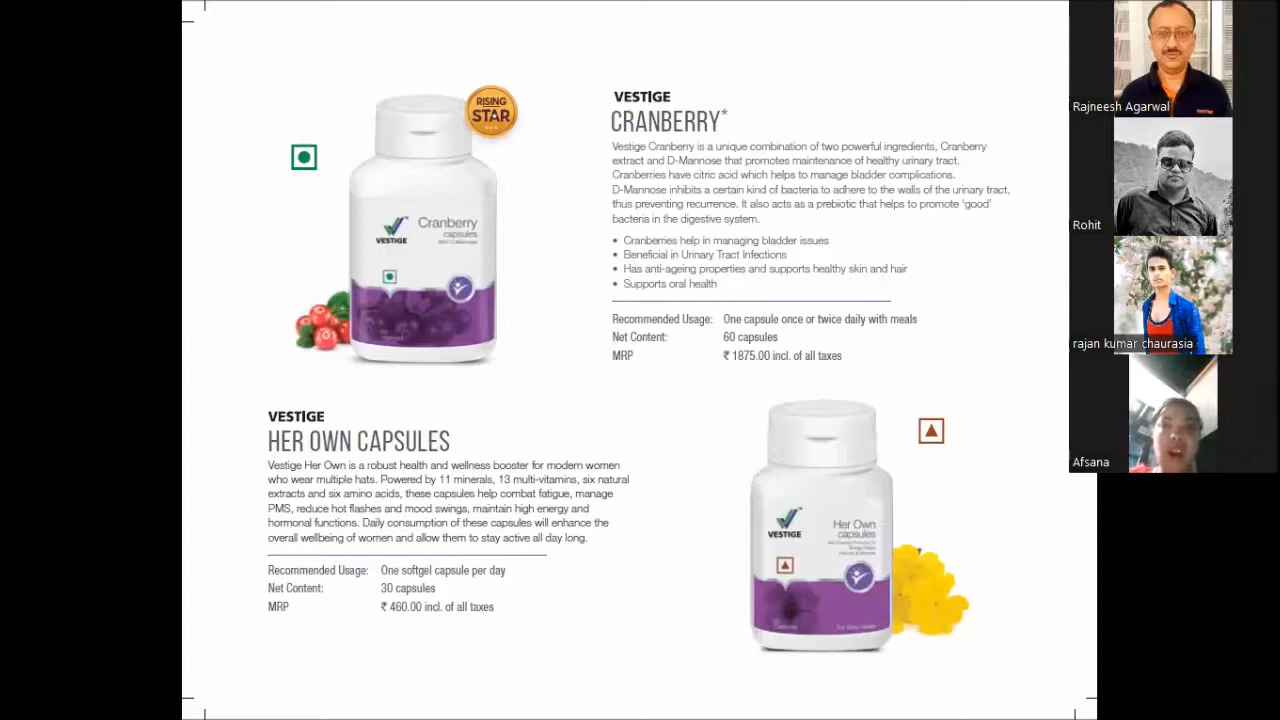 RISING
STAR
VESTIGE
Cranberry
capsules
VESTIGE
CRANBERRY*
Vestige Cranberry is a unique combination of two powerful ingredients, Cranberry
extract and D-Mannose that promotes maintenance of healthy urinary tract.
Cranberries have citric acid which helps to manage bladder complications.
D-Mannose inhibits a certain kind of bacteria to adhere to the walls of the urinary tract,
thus preventing recurrence. It also acts as a prebiotic that helps to promote 'good'
bacteria in the digestive system.
• Cranberries help in managing bladder issues
• Beneficial in Urinary Tract Infections
• Has anti-ageing properties and supports healthy skin and hair
• Supports oral health
Recommended Usage: One capsule once or twice daily with meals
Net Content: 60 capsules
MRP ₹ 1875.00 incl. of all taxes
VESTIGE
HER OWN CAPSULES
Vestige Her Own is a robust health and wellness booster for modern women
who wear multiple hats. Powered by 11 minerals, 13 multi-vitamins, six natural
extracts and six amino acids, these capsules help combat fatigue, manage
PMS, reduce hot flashes and mood swings, maintain high energy and
hormonal functions. Daily consumption of these capsules will enhance the
overall wellbeing of women and allow them to stay active all day long.
Recommended Usage: One softgel capsule per day
Net Content: 30 capsules
MRP ₹ 460.00 incl. of all taxes
VESTIGE
Her Own
capsules
Rajneesh Agarwal
Rohit
rajan kumar chaurasia
Afsana